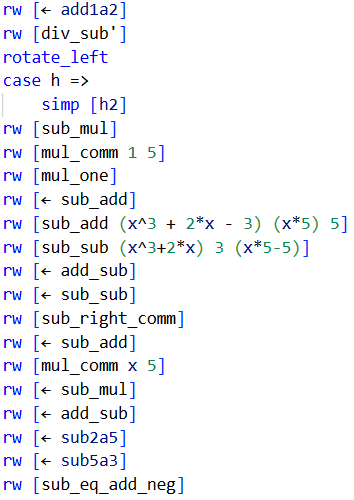 rw [← add1a2]
rw [div_sub']
rotate_left
case h =>
    simp [h2]
rw [sub_mul]
rw [mul_comm 1 5]
rw [mul_one]
rw [← sub_add]
rw [sub_add (x^3 + 2*x - 3) (x*5) 5]
rw [sub_sub (x^3+2*x) 3 (x*5-5)]
rw [← add_sub]
rw [← sub_sub]
rw [sub_right_comm]
rw [← sub_add]
rw [mul_comm x 5]
rw [← sub_mul]
rw [← add_sub]
rw [← sub2a5]
rw [← sub5a3]
rw [sub_eq_add_neg]